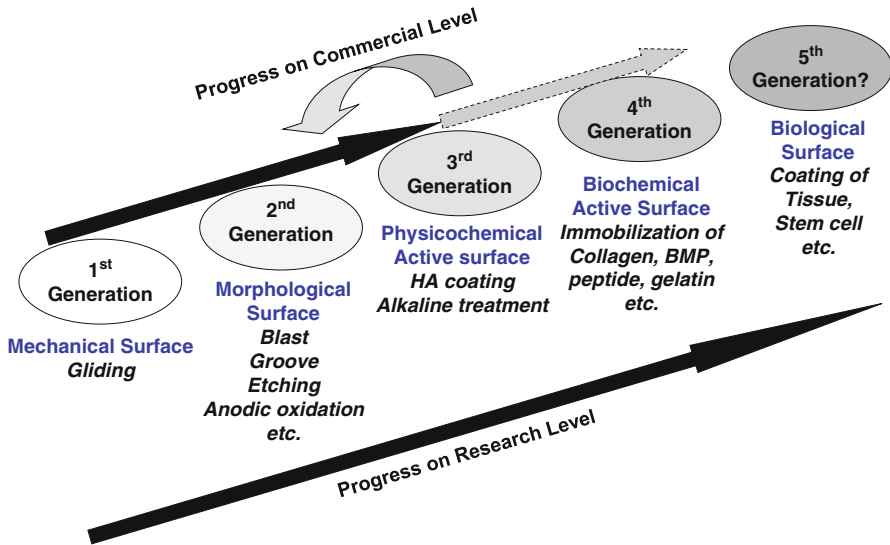 Progress on Commercial Level
1st
Generation
Mechanical Surface
Gliding
2nd
Generation
Morphological
Surface
Blast
Groove
Etching
Anodic oxidation
etc.
3rd
Generation
Physicochemical
Active surface
HA coating
Alkaline treatment
4th
Generation
Biochemical
Active Surface
Immobilization of
Collagen, BMP,
peptide, gelatin
etc.
5th
Generation?
Biological
Surface
Coating of
Tissue,
Stem cell
etc.
Progress on Research Level